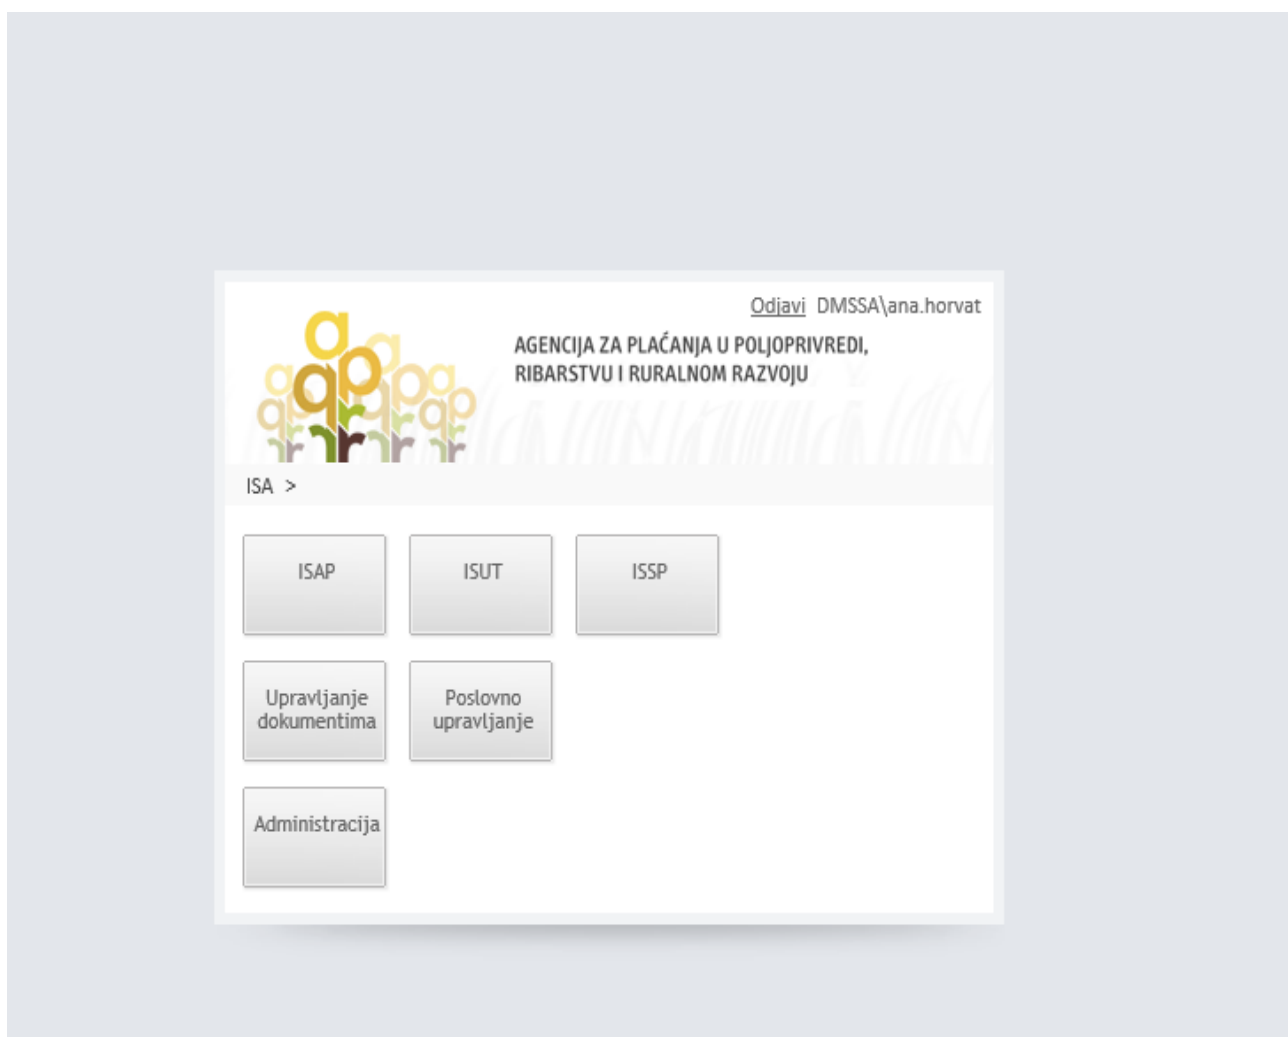 Odjavi DMSSA\ana.horvat
AGENCIJA ZA PLAĆANJA U POLJOPRIVREDI,
RIBARSTVU I RURALNOM RAZVOJU
ISA >
ISAP
ISUT
ISSP
Upravljanje
dokumentima
Poslovno
upravljanje
Administracija